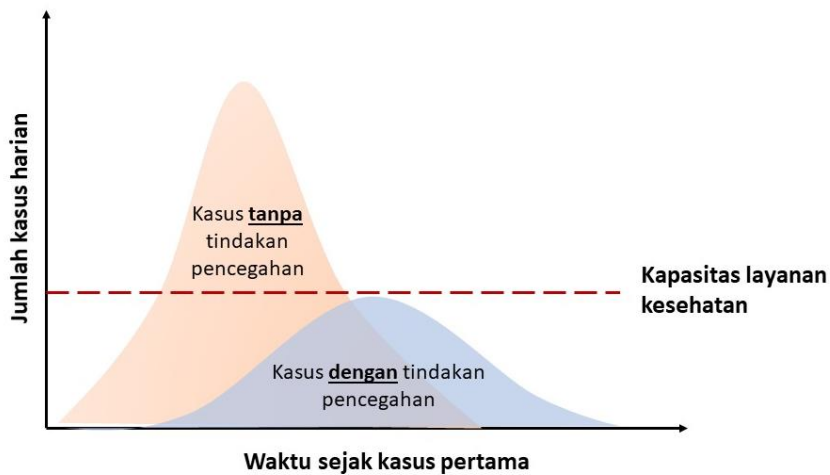 Jumlah kasus harian
Kasus tanpa
tindakan
pencegahan
Kapasitas layanan
kesehatan
Kasus dengan tindakan
pencegahan
Waktu sejak kasus pertama